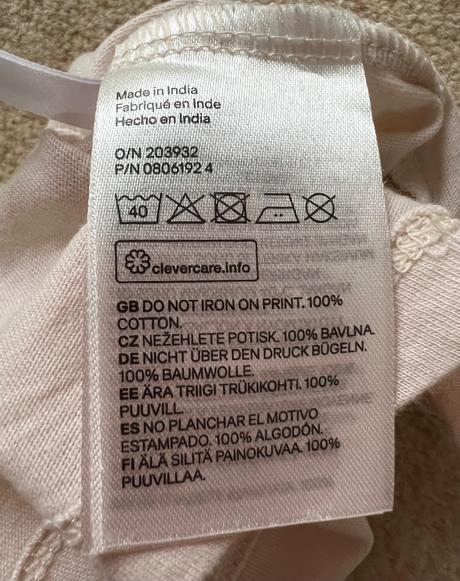 Made in India
Fabriqué en Inde
Hecho en India
O/N 203932
P/N 0806192 4
40
clevercare.info
GB DO NOT IRON ON PRINT. 100%
COTTON.
CZ NEŽEHLETE POTISK. 100% BAVLNA.
DE NICHT ÜBER DEN DRUCK BÜGELN.
100% BAUMWOLLE.
EE ÄRA TRIIGI TRÜKIKOHTI. 100%
PUUVILL.
ES NO PLANCHAR EL MOTIVO
ESTAMPADO. 100% ALGODÓN.
FI ÄLÄ SILITÄ PAINOKUVAA. 100%
PUUVILLAA.